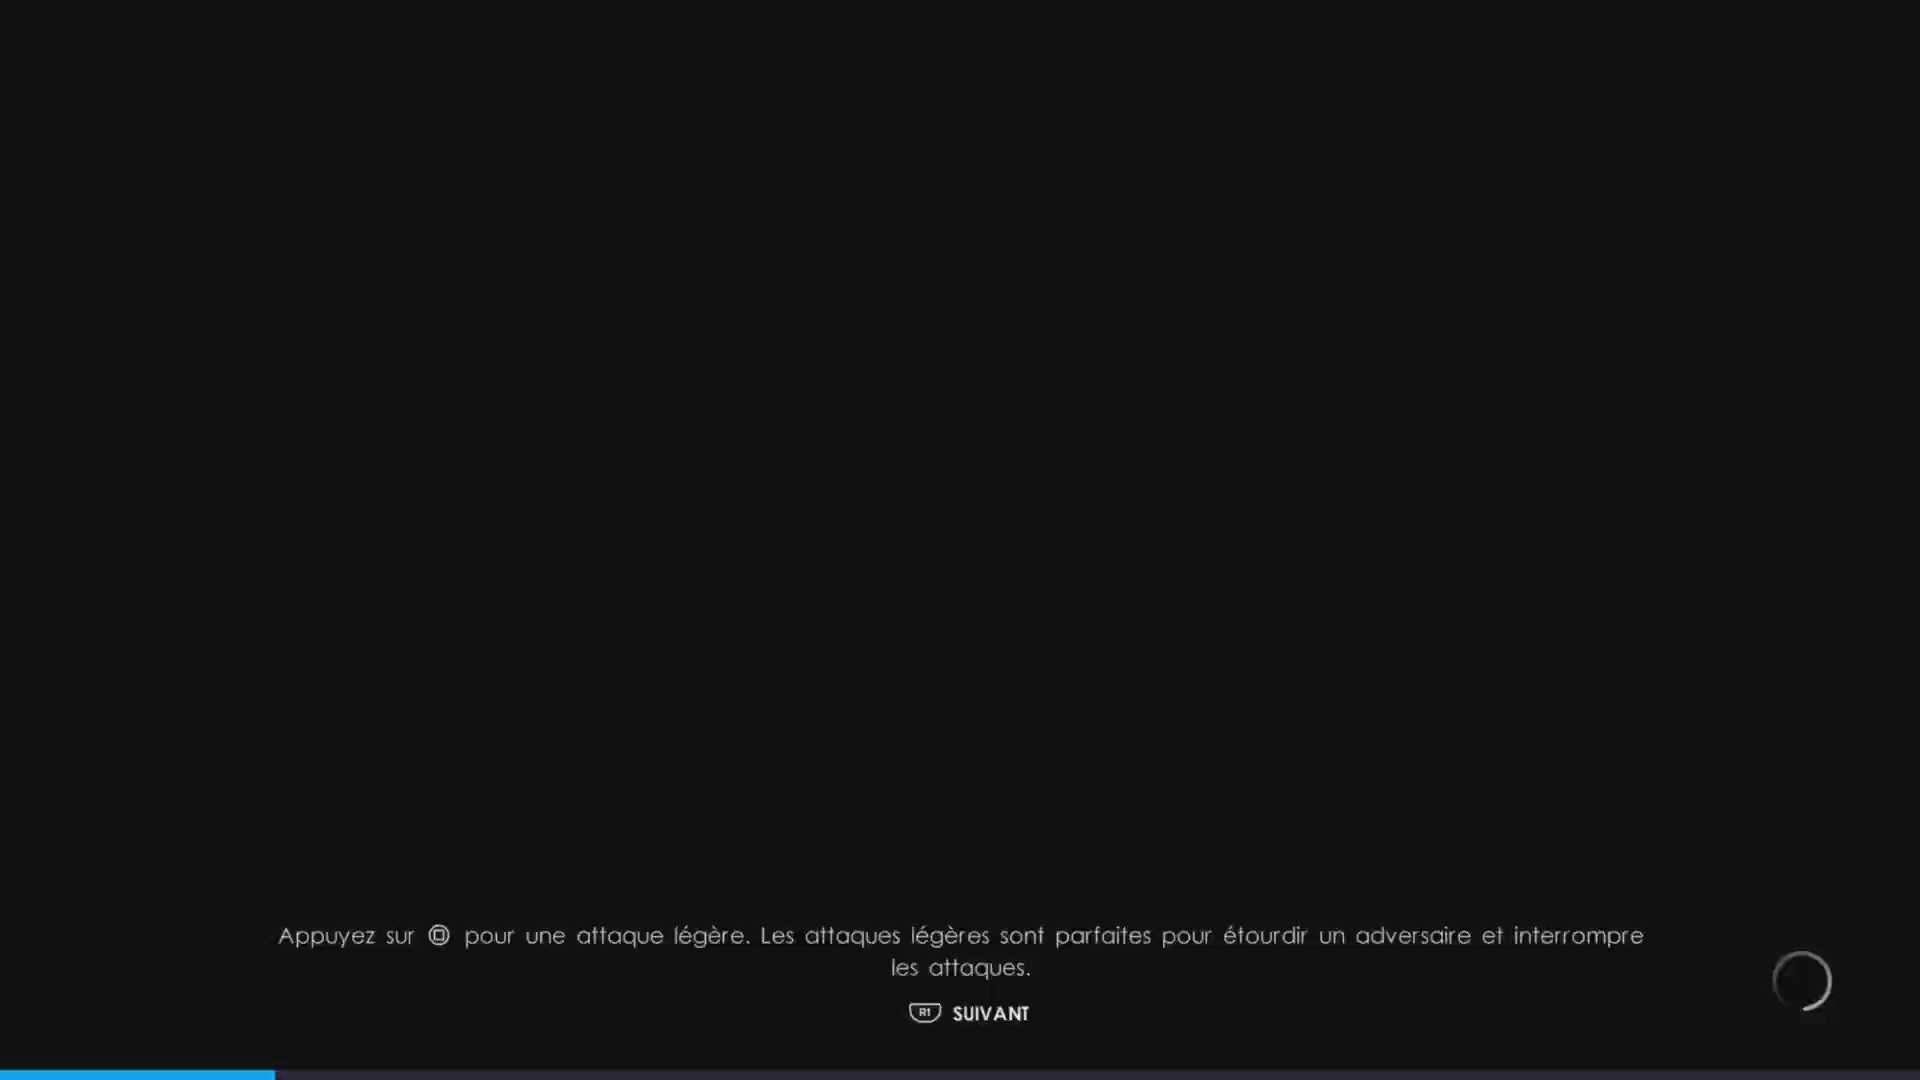 Appuyez sur pour une attaque légère. Les attaques légères sont parfaites pour étourdir un adversaire et interrompre
les attaques.
R1 SUIVANT